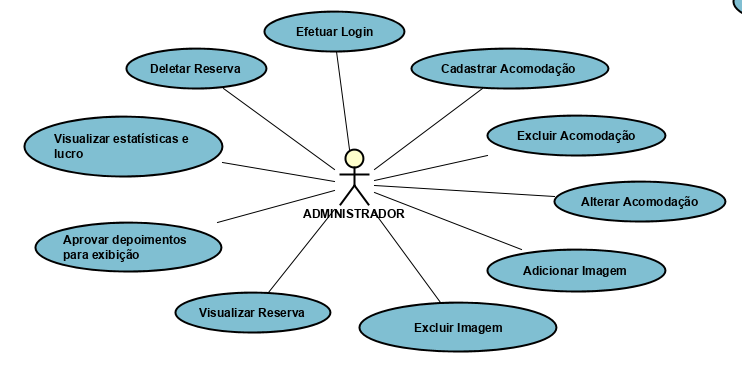 Efetuar Login
Deletar Reserva
Cadastrar Acomodação
Visualizar estatísticas e
lucro
Excluir Acomodação
Alterar Acomodação
ADMINISTRADOR
Aprovar depoimentos
para exibição
Adicionar Imagem
Visualizar Reserva
Excluir Imagem